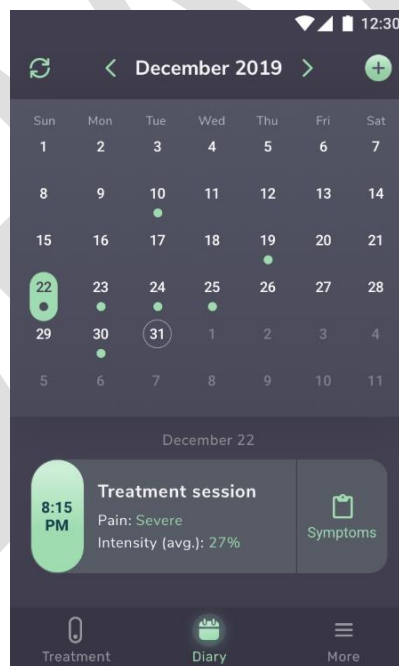 12:30
December 2019
Sun Mon Tue Wed Thu Fri Sat
1 2 3 4 5 6 7
8 9 10 11 12 13 14
15 16 17 18 19 20 21
22 23 24 25 26 27 28
29 30 31 1 2 3 4
5 6 7 8 9 10 11
December 22
8:15
PM
Treatment session
Pain: Severe
Intensity (avg.): 27%
Symptoms
Treatment Diary More